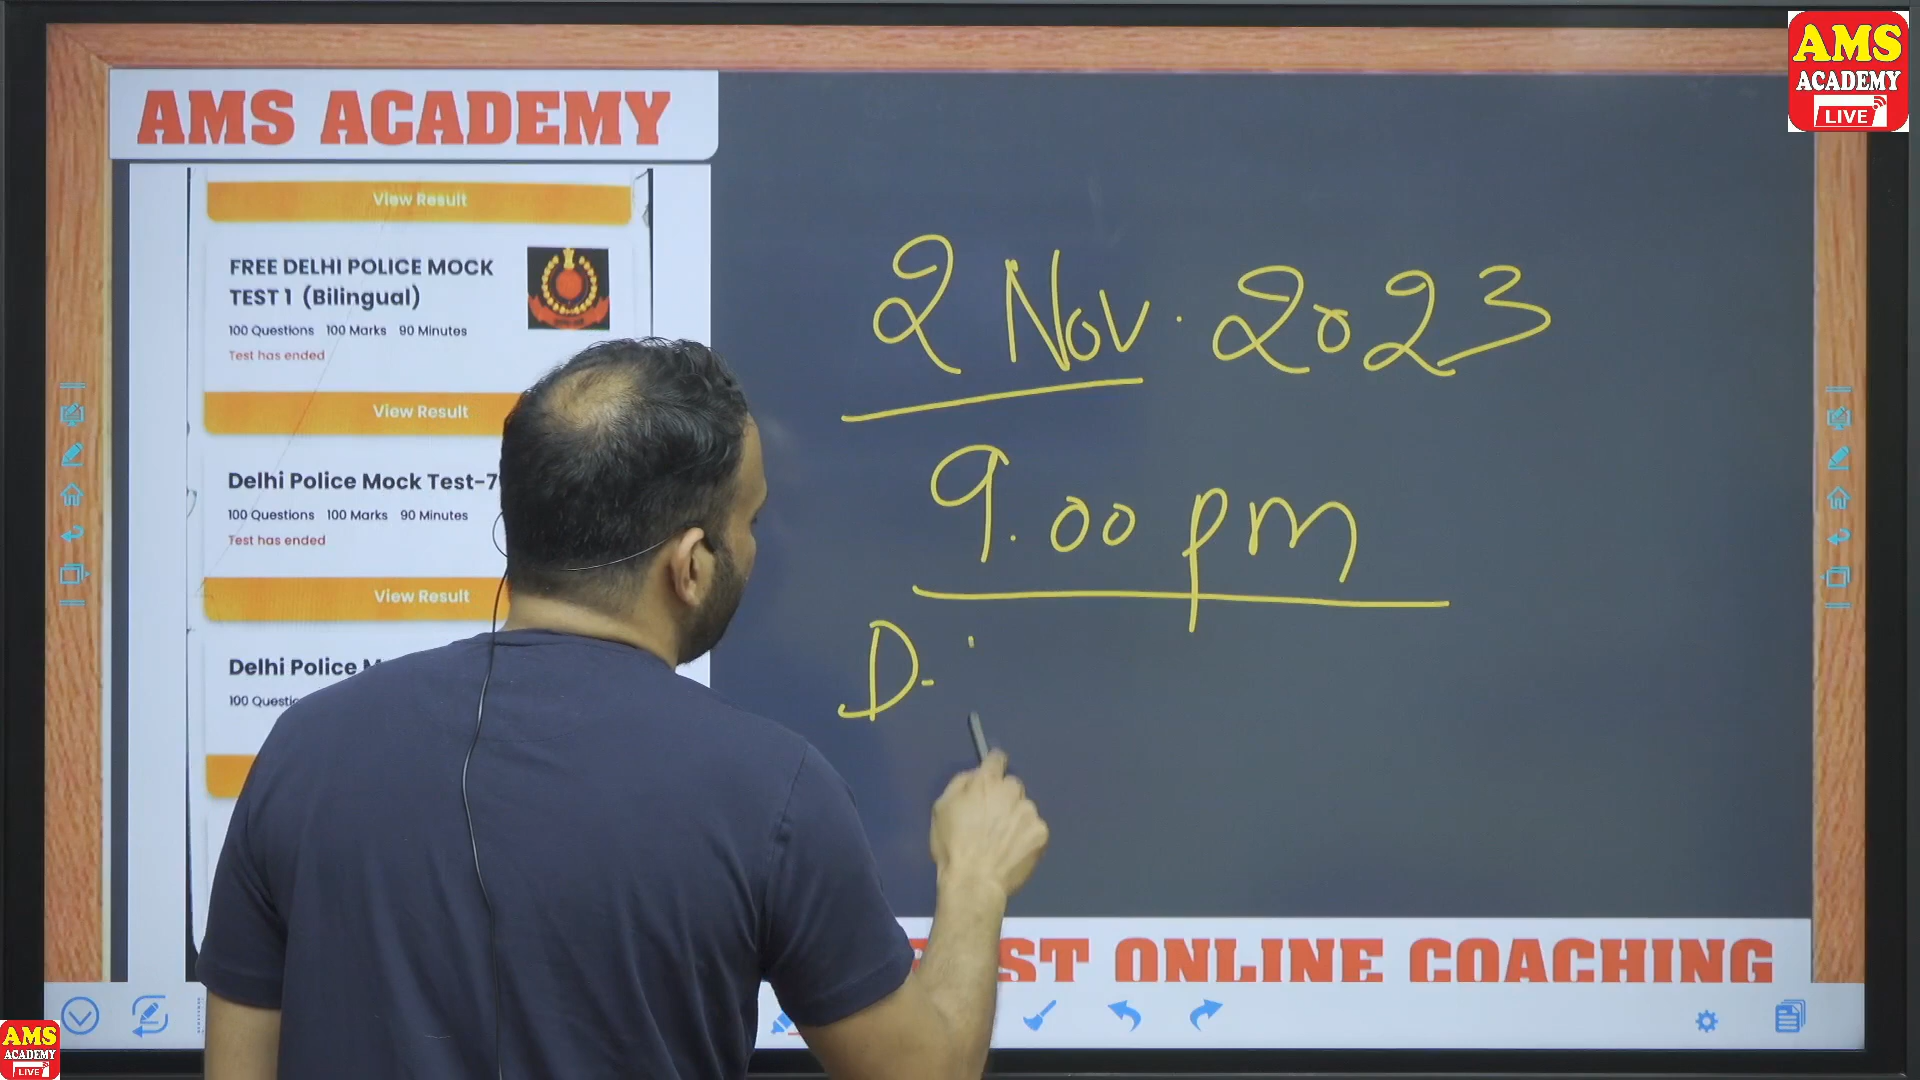 AMS ACADEMY
View Result
FREE DELHI POLICE MOCK
TEST 1 (Bilingual)
100 Questions 100 Marks 90 Minutes
Test has ended
View Result
Delhi Police Mock Test-7
100 Questions 100 Marks 90 Minutes
Test has ended
View Result
Delhi Police
100
2 Nov. 2023
9.00 pm
D.
ONLINE COACHING
AMS
ACADEMY
LIVE
AMS
ACADEMY
LIVE